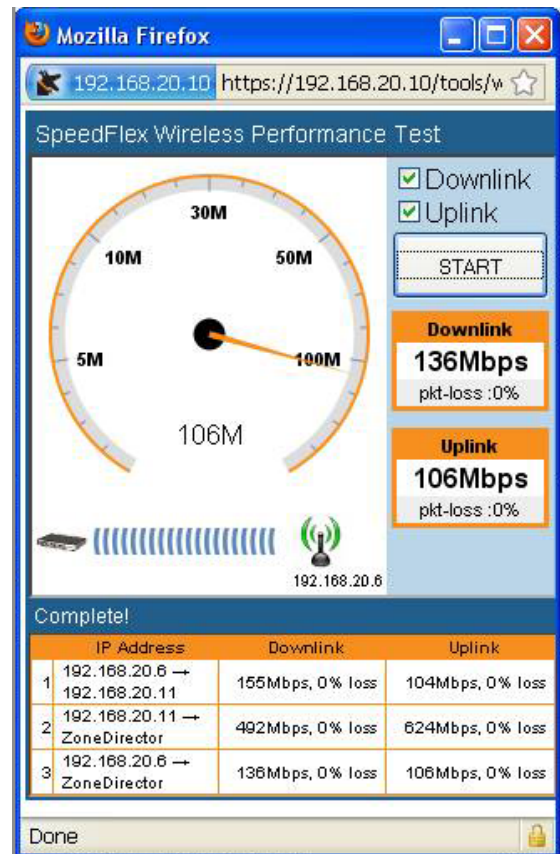 Mozilla Firefox
192.168.20.10 https://192.168.20.10/tools/w
SpeedFlex Wireless Performance Test
Downlink
Uplink
START
30M
10M
50M
5M
100M
106M
Downlink
136Mbps
pkt-loss :0%
Uplink
106Mbps
pkt-loss :0%
192.168.20.6
Complete!
IP Address Downlink Uplink
1 192.168.20.6 → 155Mbps, 0% loss 104Mbps, 0% loss
192.168.20.11
2 192.168.20.11 → 492Mbps, 0% loss 624Mbps, 0% loss
ZoneDirector
3 192.168.20.6 → 136Mbps, 0% loss 106Mbps, 0% loss
ZoneDirector
Done